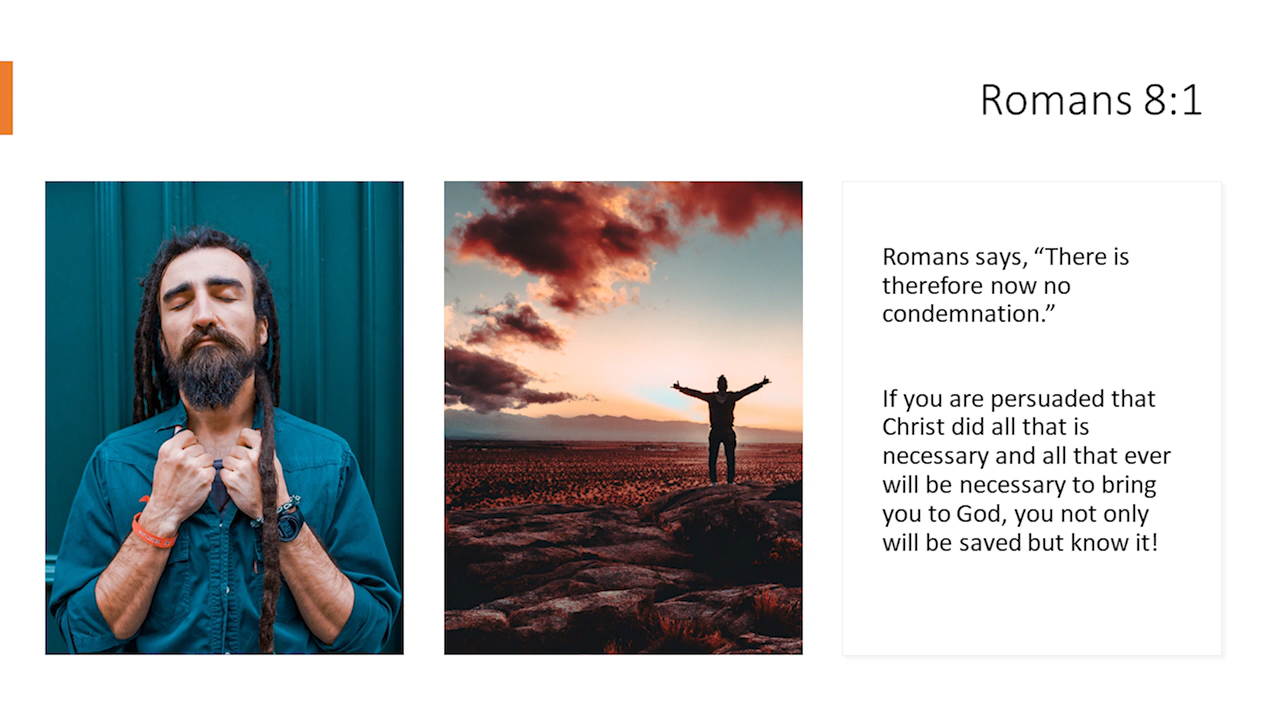 Romans 8:1
Romans says, “There is
therefore now no
condemnation.”
If you are persuaded that
Christ did all that is
necessary and all that ever
will be necessary to bring
you to God, you not only
will be saved but know it!